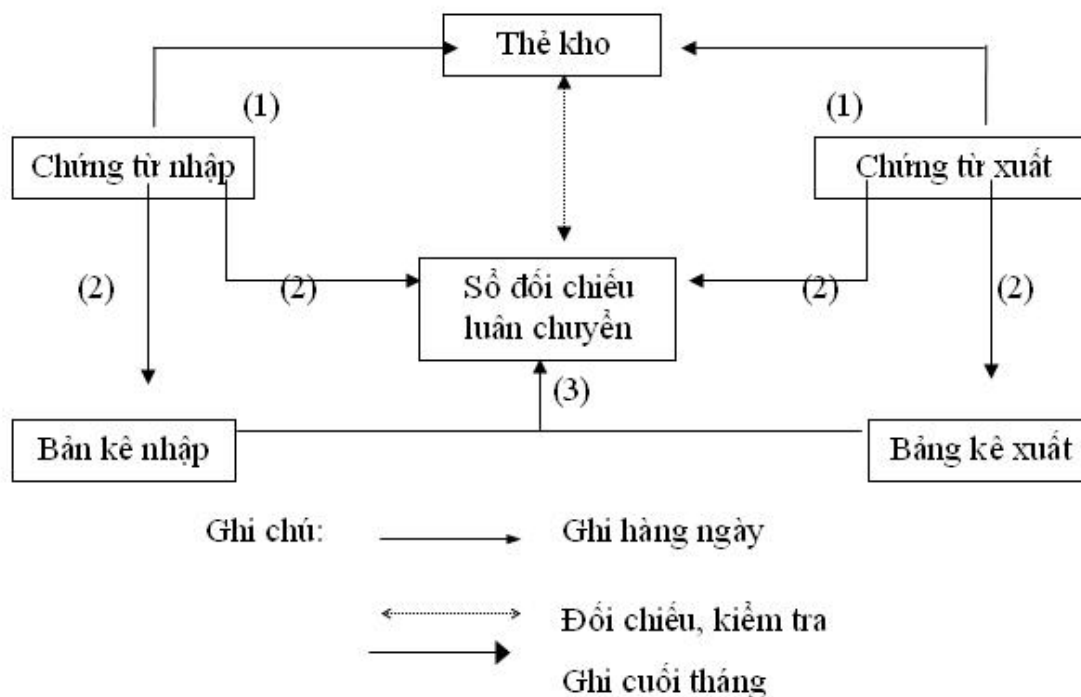 Thẻ kho
(1)
(1)
Chứng từ nhập
Chứng từ xuất
(2)
(2)
Sổ đối chiếu
luân chuyển
(2)
(2)
(3)
Bản kê nhập
Bảng kê xuất
Ghi chú:
Ghi hàng ngày
Đối chiếu, kiểm tra
Ghi cuối tháng